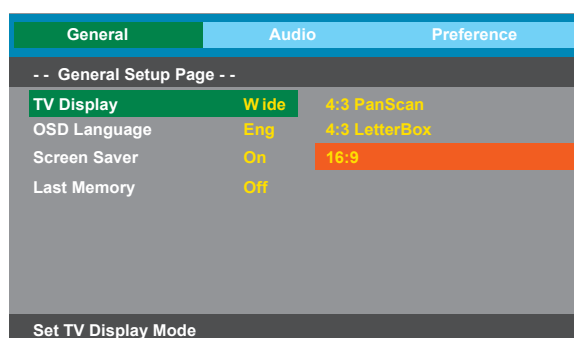 General Audio Preference
- - General Setup Page - -
TV Display Wide 4:3 PanScan
OSD Language Eng 4:3 LetterBox
Screen Saver On 16:9
Last Memory Off
Set TV Display Mode